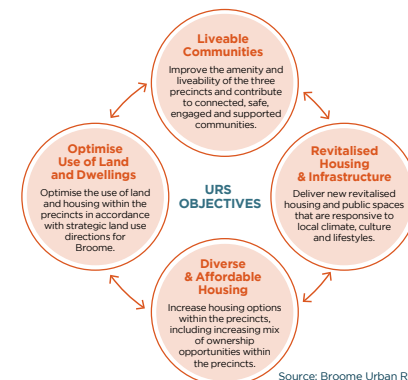 Liveable
Communities
Improve the amenity and
liveability of the three
precincts and contribute
to connected, safe,
engaged and supported
communities.
Optimise
Use of Land
and Dwellings
Optimise the use of land
and housing within the
precincts in accordance
with strategic land use
directions for
Broome.
URS
OBJECTIVES
Revitalised
Housing
& Infrastructure
Deliver new revitalised
housing and public spaces
that are responsive to
local climate, culture
and lifestyles.
Diverse
& Affordable
Housing
Increase housing options
within the precincts,
including increasing mix
of ownership
opportunities within
the precincts.
Source: Broome Urban R